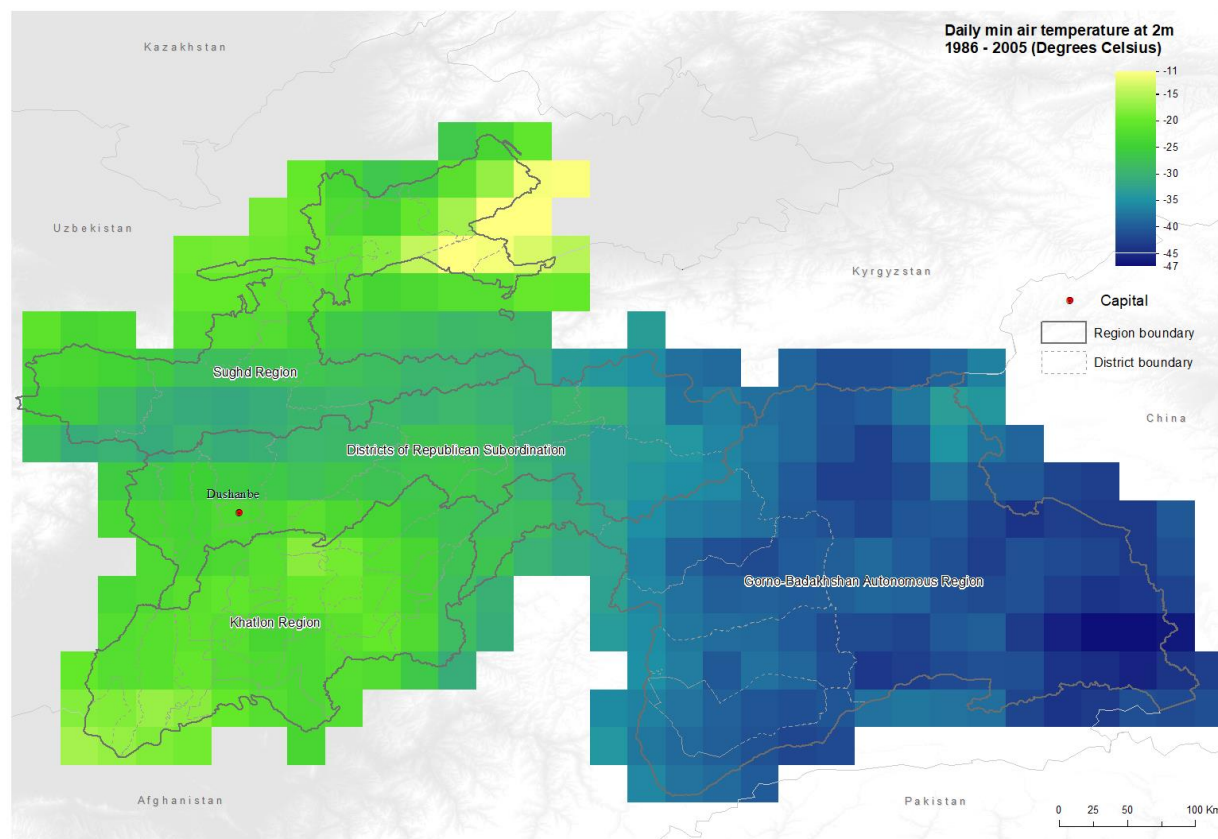 Daily min air temperature at 2m
1986 - 2005 (Degrees Celsius)
-11
-15
-20
-25
-30
-35
-40
-45
-47
Capital
Region boundary
District boundary
Kazakhstan
Uzbekistan
Kyrgyzstan
China
Sughd Region
Districts of Republican Subordination
Dushanbe
Gorno-Badakhshan Autonomous Region
Khatlon Region
Afghanistan
Pakistan
0 25 50 100 Km